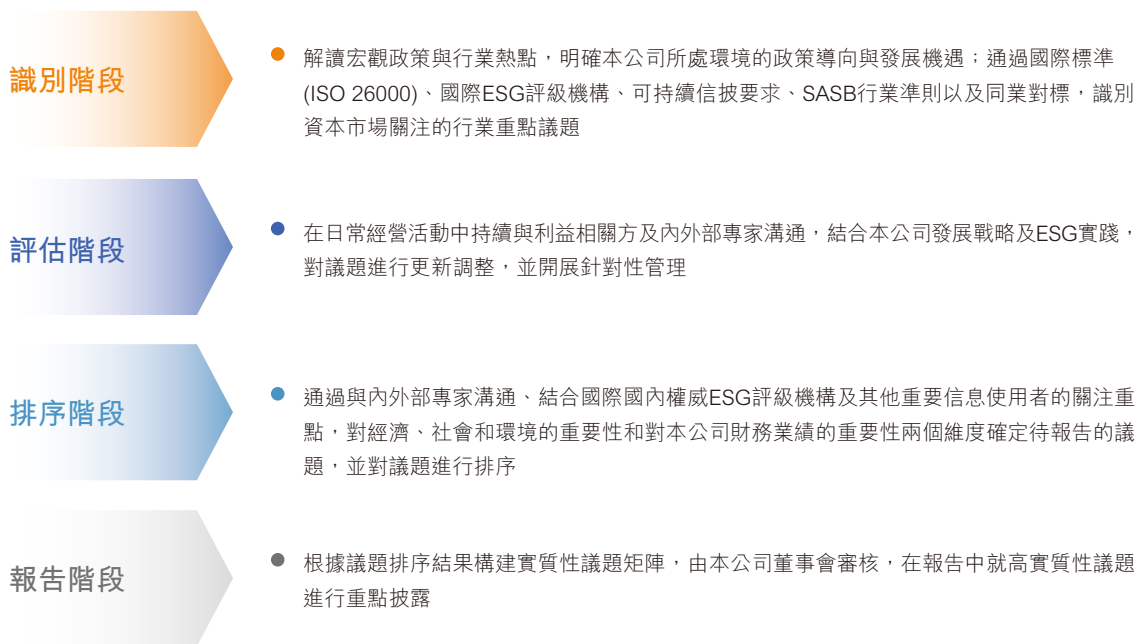 識別階段
● 解讀宏觀政策與行業熱點，明確本公司所處環境的政策導向與發展機遇；通過國際標準
(ISO 26000)、國際ESG評級機構、可持續信披要求、SASB行業準則以及同業對標，識別
資本市場關注的行業重點議題
評估階段
● 在日常經營活動中持續與利益相關方及內外部專家溝通，結合本公司發展戰略及ESG實踐，
對議題進行更新調整，並開展針對性管理
排序階段
● 通過與內外部專家溝通、結合國際國內權威ESG評級機構及其他重要信息使用者的關注重
點，對經濟、社會和環境的重要性和對本公司財務業績的重要性兩個維度確定待報告的議
題，並對議題進行排序
報告階段
● 根據議題排序結果構建實質性議題矩陣，由本公司董事會審核，在報告中就高實質性議題
進行重點披露